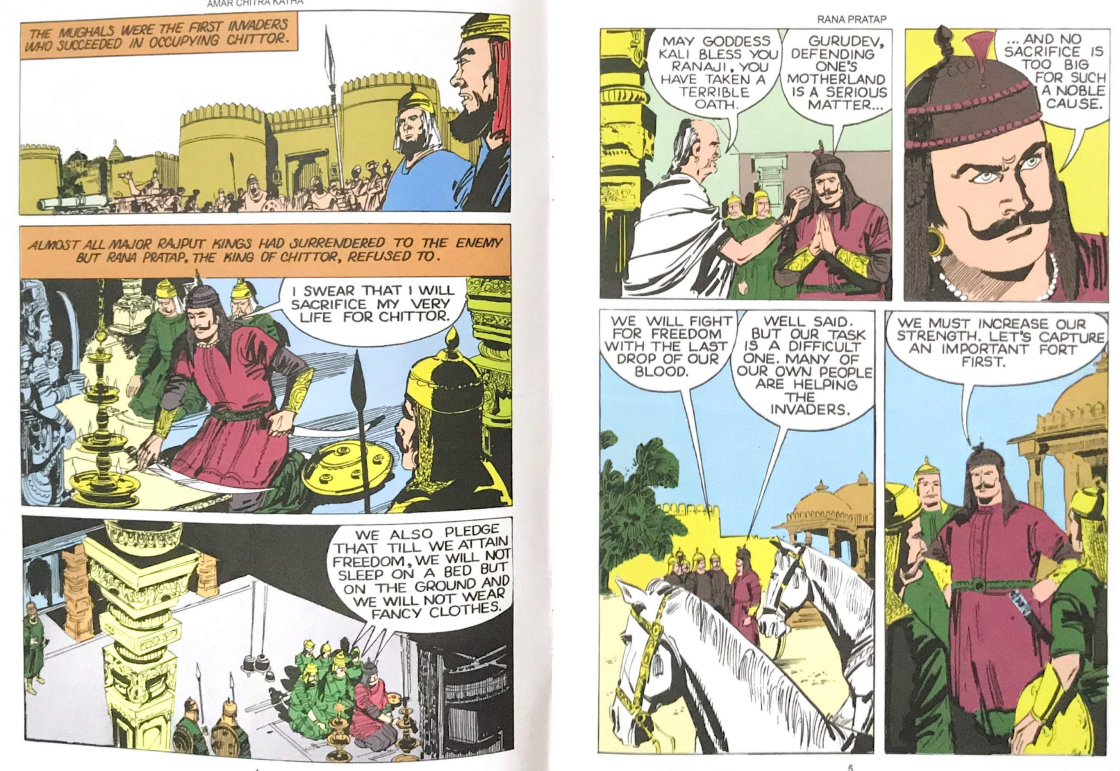 AMAR CHITRA KATHA
THE MUGHALS WERE THE FIRST INVADERS
WHO SUCCEEDED IN OCCUPYING CHITTOR.
ALMOST ALL MAJOR RAJPUT KINGS HAD SURRENDERED TO THE ENEMY
BUT RANA PRATAP, THE KING OF CHITTOR, REFUSED TO.
I SWEAR THAT I WILL
SACRIFICE MY VERY
LIFE FOR CHITTOR.
WE ALSO PLEDGE
THAT TILL WE ATTAIN
FREEDOM, WE WILL NOT
SLEEP ON A BED BUT
ON THE GROUND AND
WE WILL NOT WEAR
FANCY CLOTHES.
RANA PRATAP
MAY GODDESS
KALI BLESS YOU
RANAJI, YOU
HAVE TAKEN A
TERRIBLE
OATH.
GURUDEV,
DEFENDING
ONE'S
MOTHERLAND
IS A SERIOUS
MATTER...
... AND NO
SACRIFICE IS
TOO BIG
FOR SUCH
A NOBLE
CAUSE.
WE WILL FIGHT
FOR FREEDOM
WITH THE LAST
DROP OF OUR
BLOOD.
WELL SAID.
BUT OUR TASK
IS A DIFFICULT
ONE. MANY OF
OUR OWN PEOPLE
ARE HELPING
THE
INVADERS.
WE MUST INCREASE OUR
STRENGTH. LET'S CAPTURE
AN IMPORTANT FORT
FIRST.
5